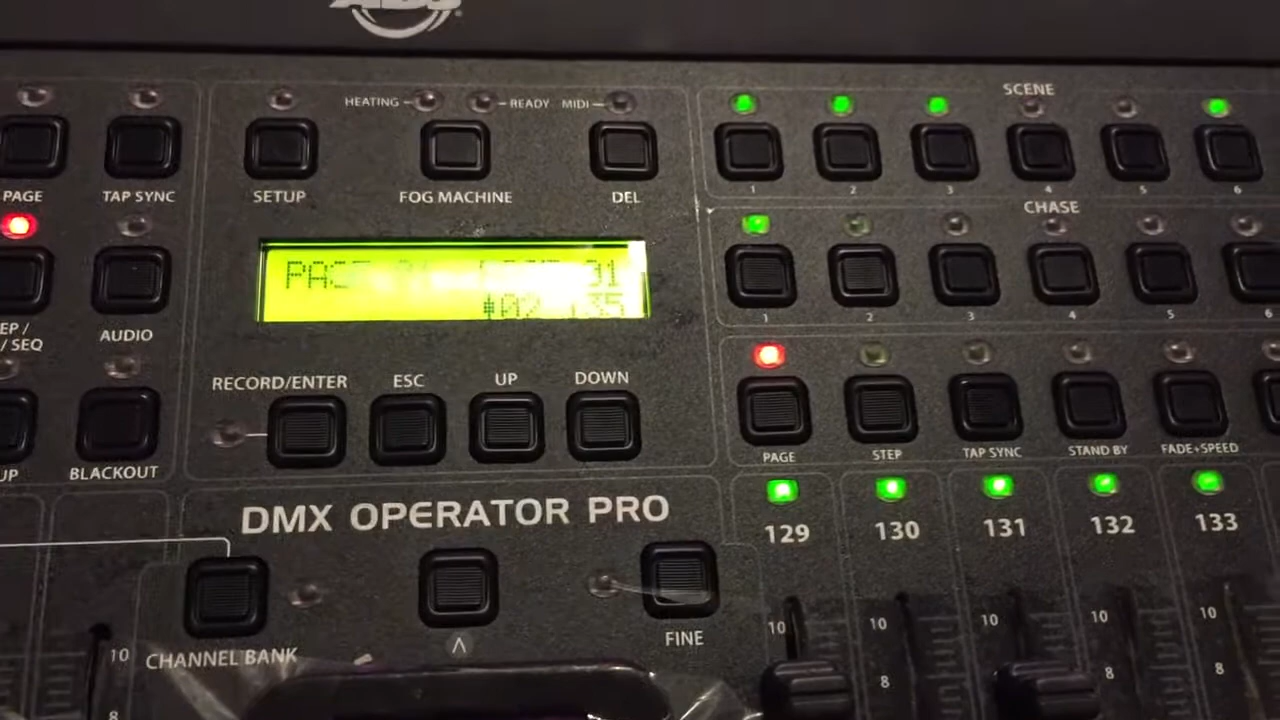 ADJ
SCENE
HEATING READY MIDI
PAGE TAP SYNC SETUP FOG MACHINE DEL
1 2 3 4 5 6
CHASE
AUDIO
1 2 3 4 5 6
RECORD/ENTER ESC UP DOWN
BLACKOUT
PAGE STEP TAP SYNC STAND BY FADE+SPEED
DMX OPERATOR PRO
129 130 131 132 133
CHANNEL BANK
FINE
10 10 10 10 10 10
8 8 8 8